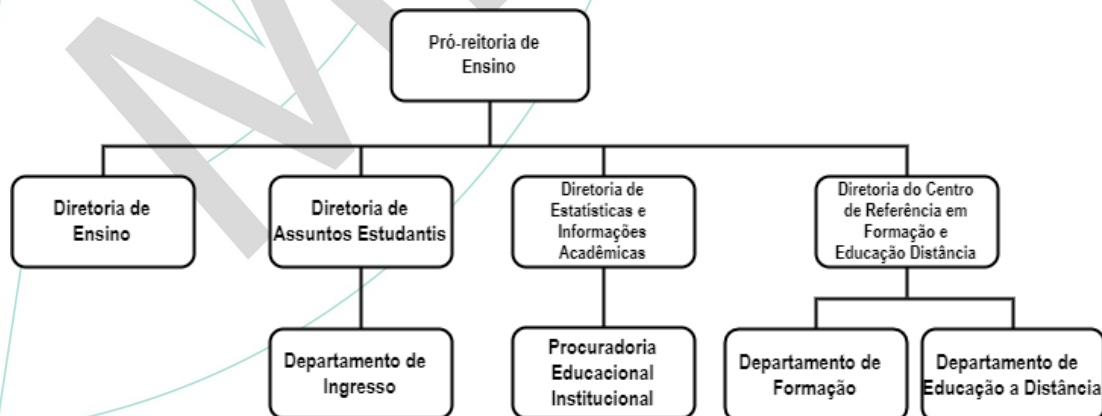 Pró-reitoria de
Ensino
Diretoria de
Ensino
Diretoria de
Assuntos Estudantis
Diretoria de
Estatísticas e
Informações
Acadêmicas
Diretoria do Centro
de Referência em
Formação e
Educação Distância
Departamento de
Ingresso
Procuradoria
Educacional
Institucional
Departamento de
Formação
Departamento de
Educação a Distância